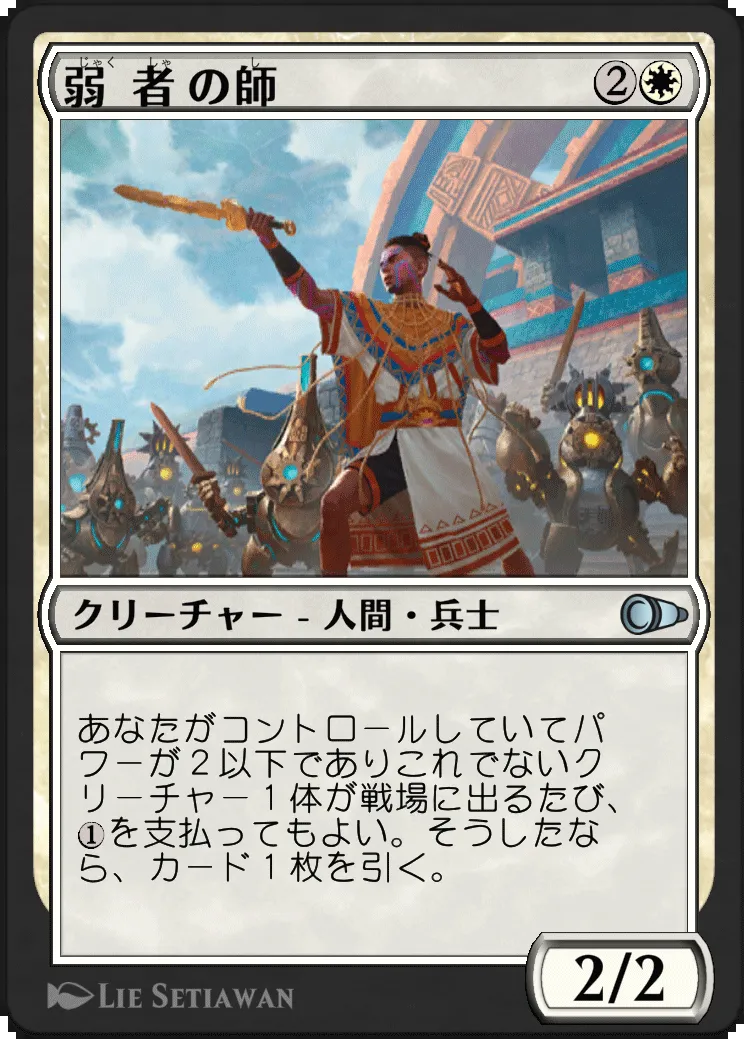 じゃく しゃ し
弱者の師
2
クリーチャー - 人間・兵士
あなたがコントロールしていてパ
ワーが２以下でありこれでないク
リーチャー１体が戦場に出るたび、
1を支払ってもよい。そうしたな
ら、カード１枚を引く。
2/2
LIE SETIAWAN